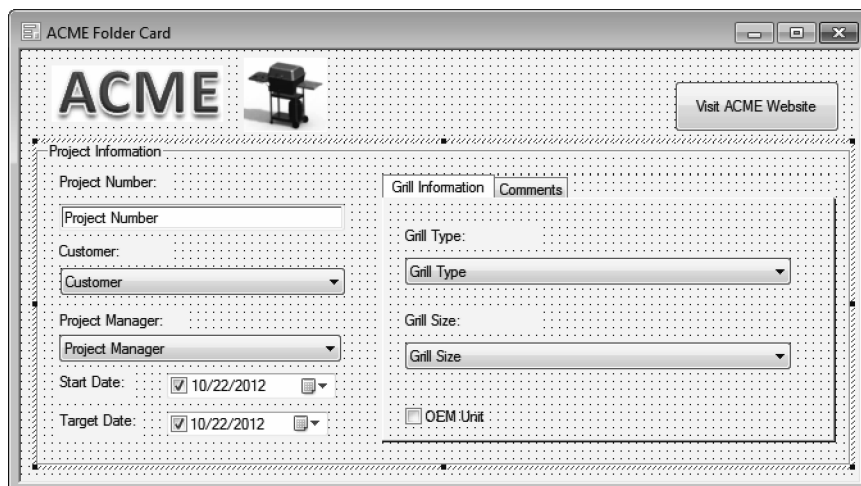 ACME Folder Card
ACME
Visit ACME Website
Project Information
Project Number:
Project Number
Customer:
Customer
Project Manager:
Project Manager
Start Date: 10/22/2012
Target Date: 10/22/2012
Grill Information Comments
Grill Type:
Grill Type
Grill Size:
Grill Size
OEM Unit